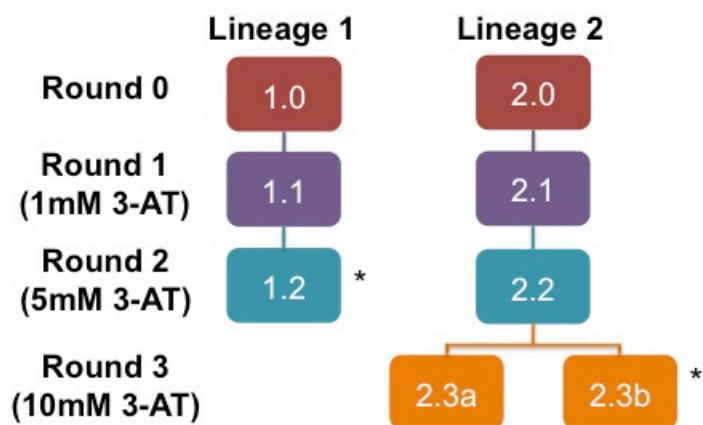 Lineage 1 Lineage 2
Round 0 1.0 2.0
Round 1
(1mM 3-AT) 1.1 2.1
Round 2
(5mM 3-AT) 1.2 * 2.2
Round 3
(10mM 3-AT) 2.3a 2.3b *